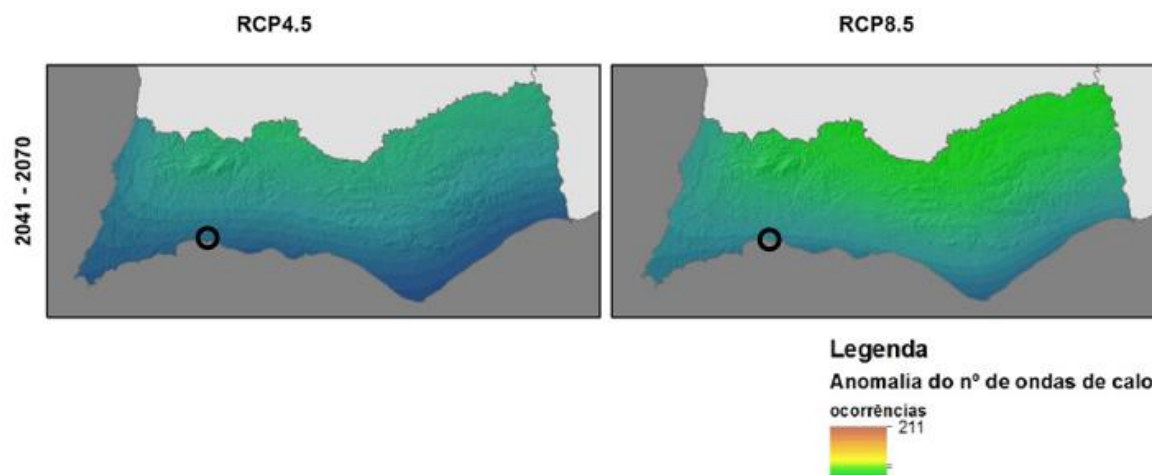 RCP4.5
RCP8.5
2041 - 2070
Legenda
Anomalia do nº de ondas de calo
ocorrências
211